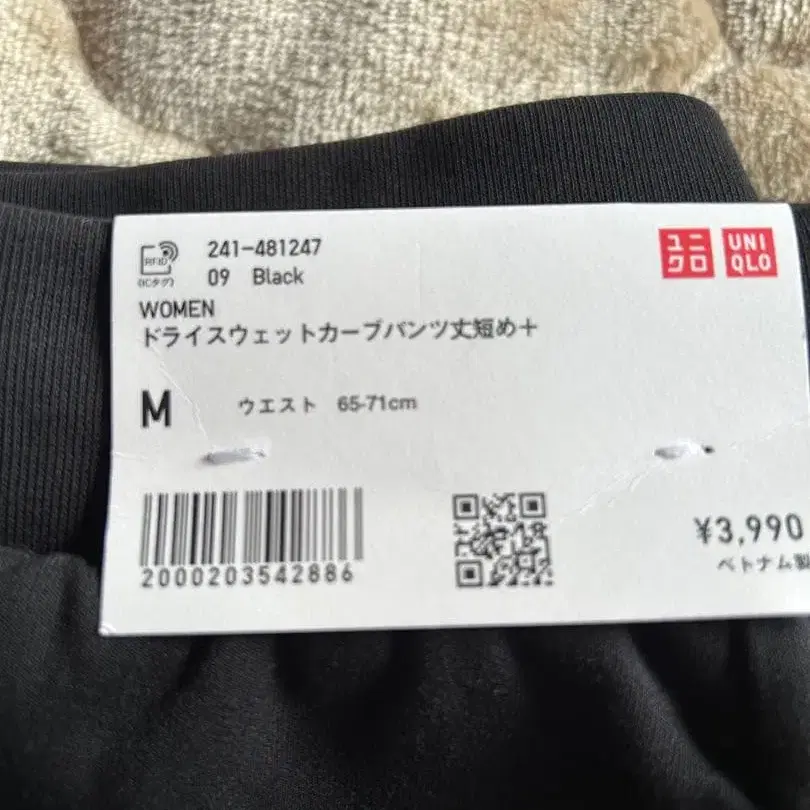 RFID
(ICタグ)
241-481247
09 Black
ユニクロ
UNIQLO
WOMEN
ドライスウェットカーブパンツ丈短め+
M
ウエスト 65-71cm
2000203542886
¥3,990
ベトナム製